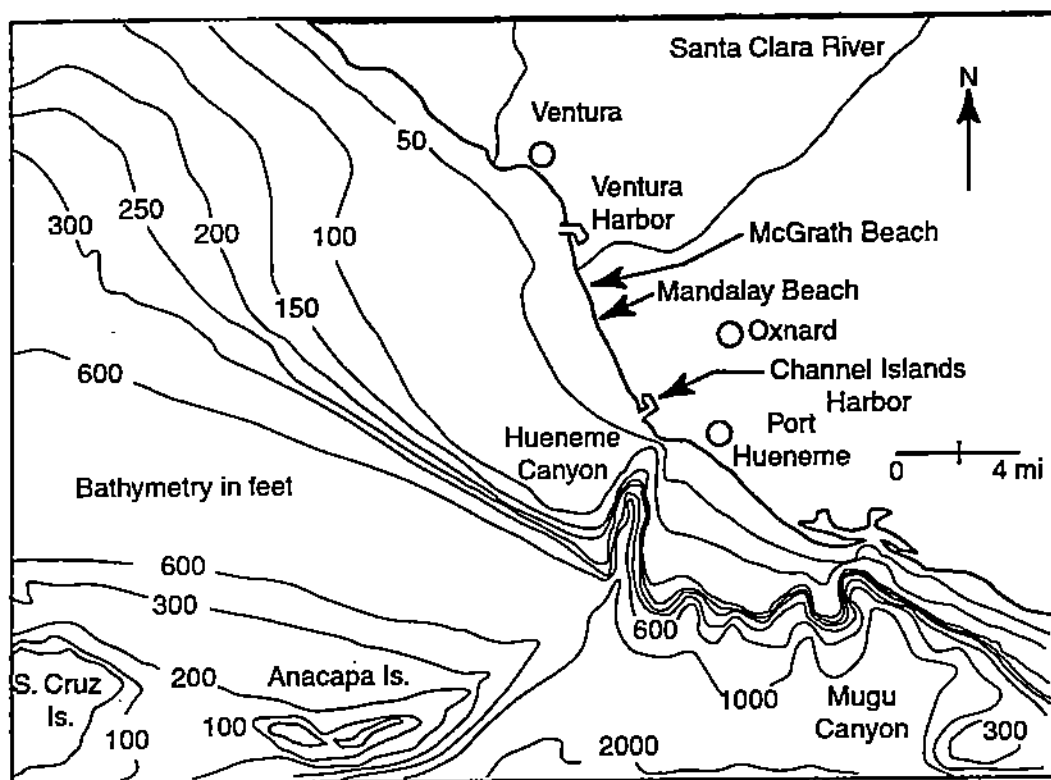 Santa Clara River
N
Ventura
50
Ventura
Harbor
300
250
200
100
McGrath Beach
Mandalay Beach
150
Oxnard
600
Channel Islands
Harbor
Hueneme
Canyon
Port
Hueneme
0 4 mi
Bathymetry in feet
600
300
600
S. Cruz
Is.
200
Anacapa Is.
1000
Mugu
Canyon
100
100
2000
300